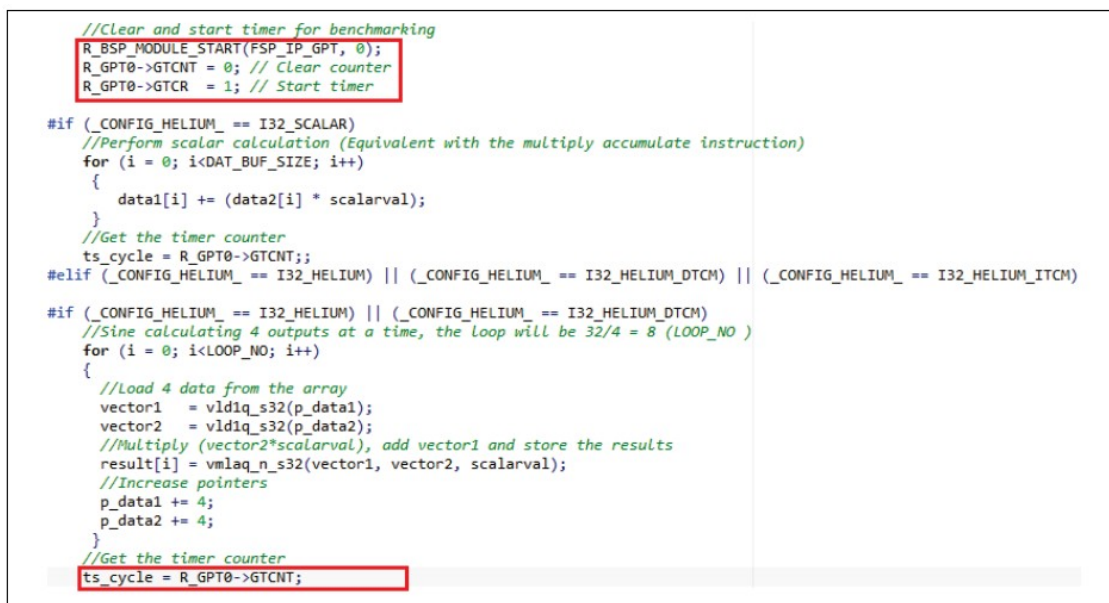 //Clear and start timer for benchmarking
R_BSP_MODULE_START(FSP_IP_GPT, 0);
R_GPT0->GTCNT = 0; // Clear counter
R_GPT0->GTCR  = 1; // Start timer
#if (_CONFIG_HELIUM_ == I32_SCALAR)
//Perform scalar calculation (Equivalent with the multiply accumulate instruction)
for (i = 0; i<DAT_BUF_SIZE; i++)
{
data1[i] += (data2[i] * scalarval);
}
//Get the timer counter
ts_cycle = R_GPT0->GTCNT;;
#elif (_CONFIG_HELIUM_ == I32_HELIUM) || (_CONFIG_HELIUM_ == I32_HELIUM_DTCM) || (_CONFIG_HELIUM_ == I32_HELIUM_ITCM)
#if (_CONFIG_HELIUM_ == I32_HELIUM) || (_CONFIG_HELIUM_ == I32_HELIUM_DTCM)
//Sine calculating 4 outputs at a time, the loop will be 32/4 = 8 (LOOP_NO )
for (i = 0; i<LOOP_NO; i++)
{
//Load 4 data from the array
vector1   = vld1q_s32(p_data1);
vector2   = vld1q_s32(p_data2);
//Multiply (vector2*scalarval), add vector1 and store the results
result[i] = vmlaq_n_s32(vector1, vector2, scalarval);
//Increase pointers
p_data1 += 4;
p_data2 += 4;
}
//Get the timer counter
ts_cycle = R_GPT0->GTCNT;